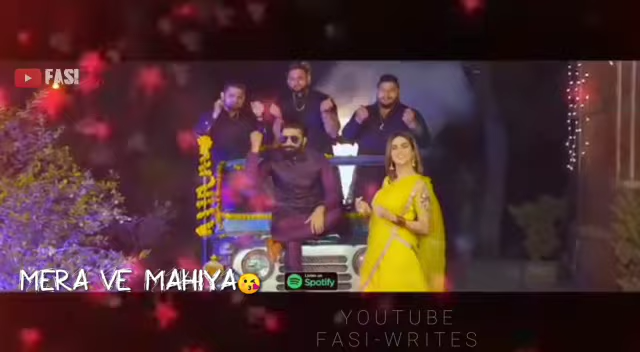 FASI
MERA VE MAHIYA😘
Listen on
Spotify
YOUTUBE
FASI-WRITES